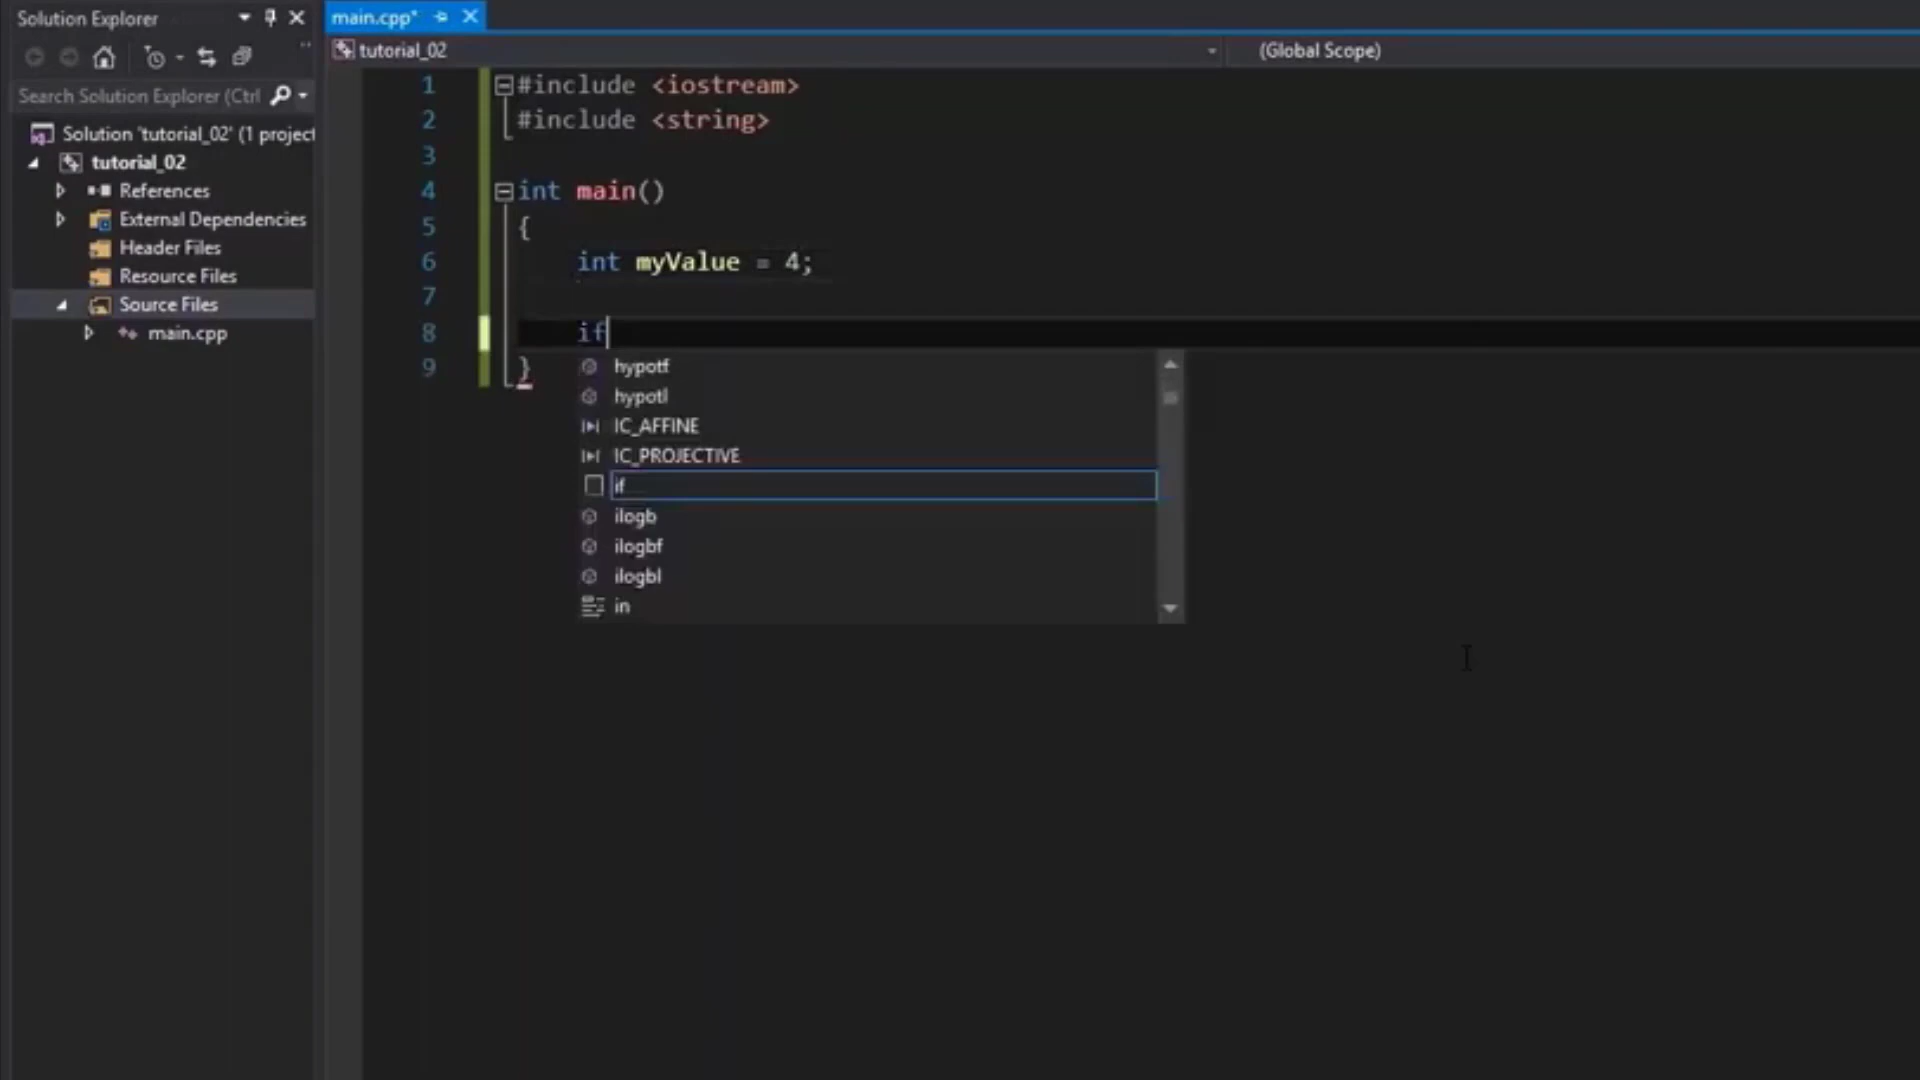 Solution Explorer
Search Solution Explorer (Ctrl
Solution 'tutorial_02' (1 project
tutorial_02
References
External Dependencies
Header Files
Resource Files
Source Files
main.cpp
main.cpp*
tutorial_02
(Global Scope)
1 #include <iostream>
2 #include <string>
3
4 int main()
5 {
6 int myValue = 4;
7
8 if
9 }
hypotf
hypotl
IC_AFFINE
IC_PROJECTIVE
if
ilogb
ilogbf
ilogbl
in